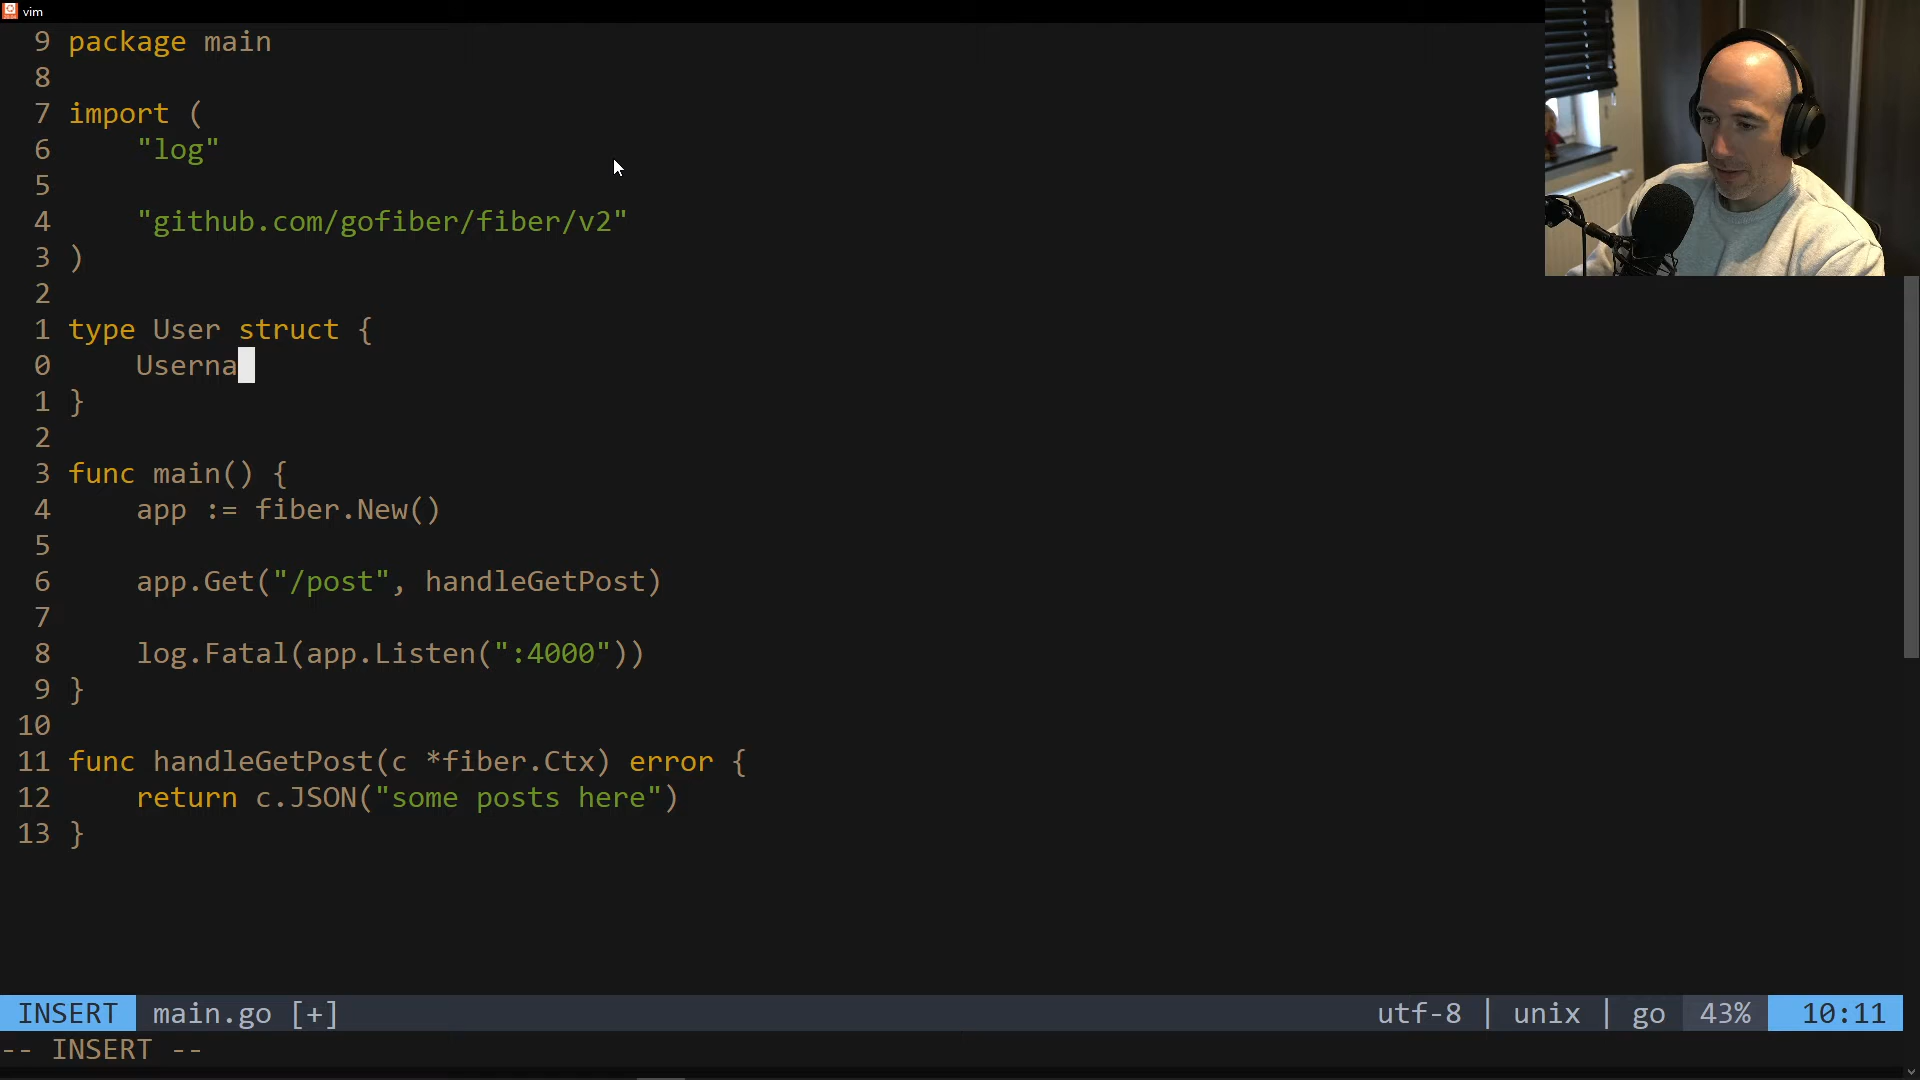 vim
9 package main
8
7 import (
6 "log"
5
4 "github.com/gofiber/fiber/v2"
3 )
2
1 type User struct {
0 Userna
1 }
2
3 func main() {
4 app := fiber.New()
5
6 app.Get("/post", handleGetPost)
7
8 log.Fatal(app.Listen(":4000"))
9 }
10
11 func handleGetPost(c *fiber.Ctx) error {
12 return c.JSON("some posts here")
13 }
INSERT main.go [+] utf-8 | unix | go 43% 10:11
-- INSERT --